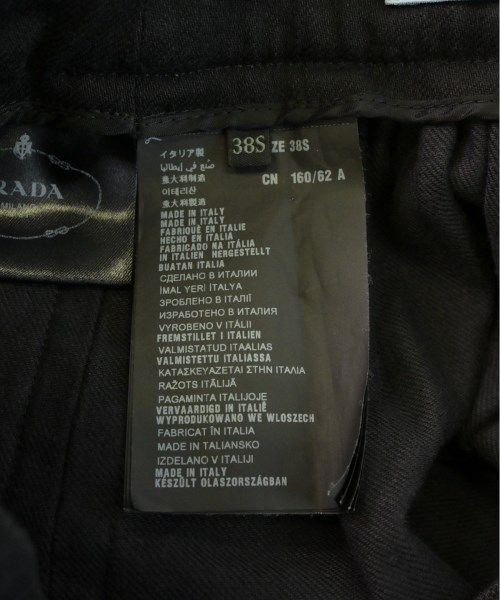 RADA
MILANO
38S
ZE 38S
CN 160/62 A
イタリア製
صنع في إيطاليا
意大利制造
이태리산
意大利製造
MADE IN ITALY
MADE IN ITALY
FABRIQUÉ EN ITALIE
HECHO EN ITALIA
FABRICADO NA ITÁLIA
IN ITALIEN HERGESTELLT
BUATAN ITALIA
СДЕЛАНО В ИТАЛИИ
İMAL YERİ İTALYA
ЗРОБЛЕНО В ІТАЛІЇ
ИЗРАБОТЕНО В ИТАЛИЯ
VYROBENO V ITÁLII
FREMSTILLET I ITALIEN
VALMISTATUD ITAALIAS
VALMISTETTU ITALIASSA
ΚΑΤΑΣΚΕΥΑΖΕΤΑΙ ΣΤΗΝ ΙΤΑΛΙΑ
RAŽOTS ITĀLIJĀ
PAGAMINTA ITALIJOJE
VERVAARDIGD IN ITALIË
WYPRODUKOWANO WE WLOSZECH
FABRICAT ÎN ITALIA
MADE IN TALIANSKO
IZDELANO V ITALIJI
MADE IN ITALY
KÉSZÜLT OLASZORSZÁGBAN